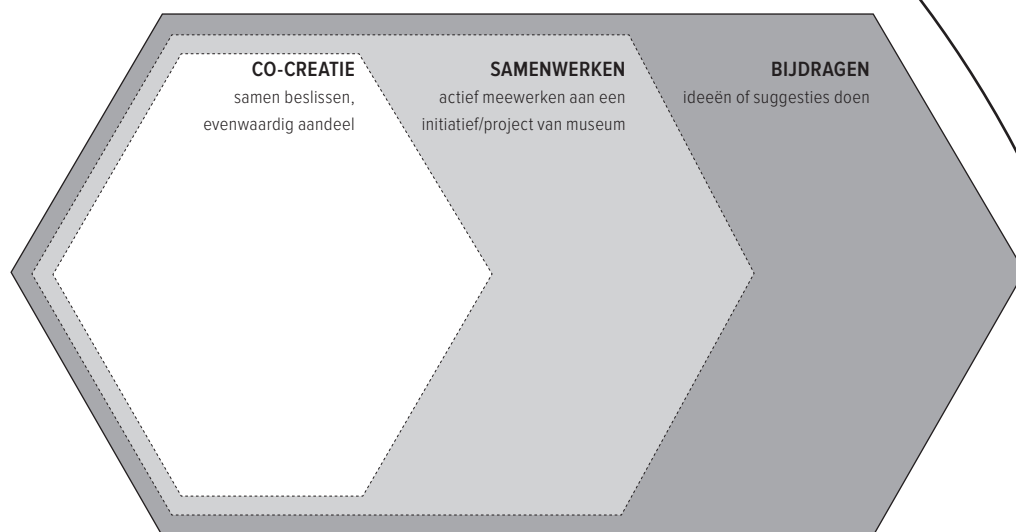 CO-CREATIE
samen beslissen,
evenwaardig aandeel
SAMENWERKEN
actief meewerken aan een
initiatief/project van museum
BIJDRAGEN
ideeën of suggesties doen